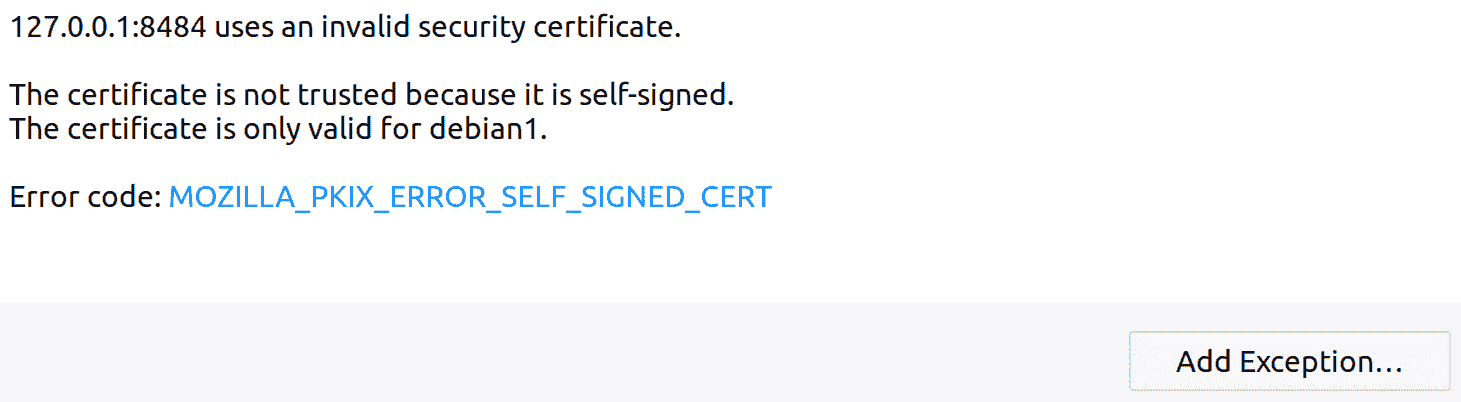 127.0.0.1:8484 uses an invalid security certificate.
The certificate is not trusted because it is self-signed.
The certificate is only valid for debian1.
Error code: MOZILLA_PKIX_ERROR_SELF_SIGNED_CERT
Add Exception…